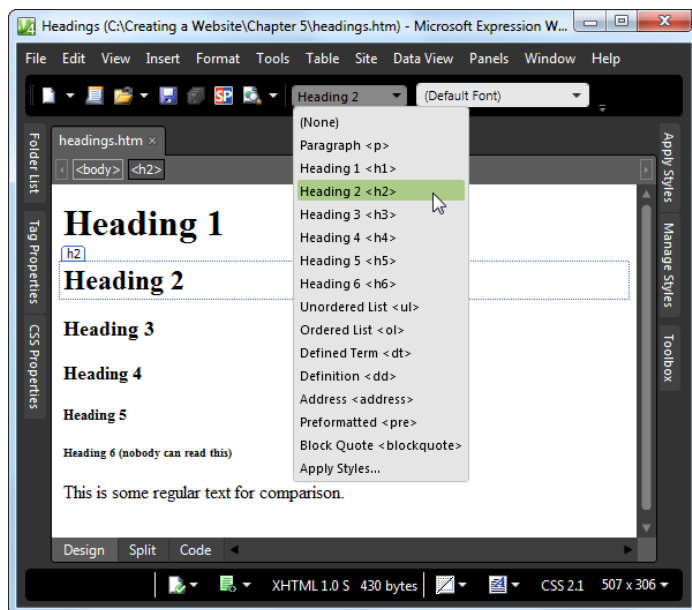 Headings (C:\Creating a Website\Chapter 5\headings.htm) - Microsoft Expression W...
File Edit View Insert Format Tools Table Site Data View Panels Window Help
SP Heading 2 (Default Font)
(None)
Paragraph <p>
Heading 1 <h1>
Heading 2 <h2>
Heading 3 <h3>
Heading 4 <h4>
Heading 5 <h5>
Heading 6 <h6>
Unordered List <ul>
Ordered List <ol>
Defined Term <dt>
Definition <dd>
Address <address>
Preformatted <pre>
Block Quote <blockquote>
Apply Styles...
Folder List
Tag Properties
CSS Properties
headings.htm ×
<body> <h2>
Heading 1
h2
Heading 2
Heading 3
Heading 4
Heading 5
Heading 6 (nobody can read this)
This is some regular text for comparison.
Apply Styles
Manage Styles
Toolbox
Design Split Code
XHTML 1.0 S 430 bytes CSS 2.1 507 x 306